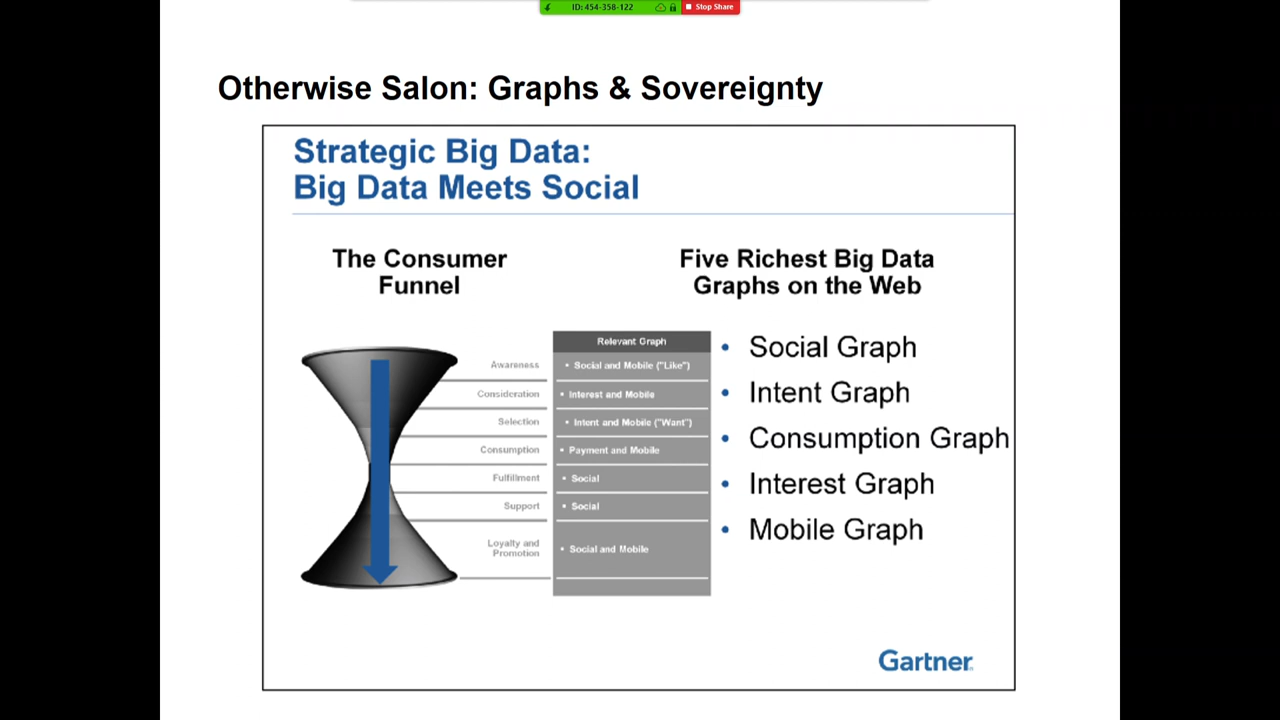 ID: 454-358-122
Stop Share
Otherwise Salon: Graphs & Sovereignty
Strategic Big Data:
Big Data Meets Social
The Consumer
Funnel
Five Richest Big Data
Graphs on the Web
Relevant Graph
Awareness
• Social and Mobile ("Like")
Consideration
• Interest and Mobile
Selection
• Intent and Mobile ("Want")
Consumption
• Payment and Mobile
Fulfillment
• Social
Support
• Social
Loyalty and
Promotion
• Social and Mobile
• Social Graph
• Intent Graph
• Consumption Graph
• Interest Graph
• Mobile Graph
Gartner